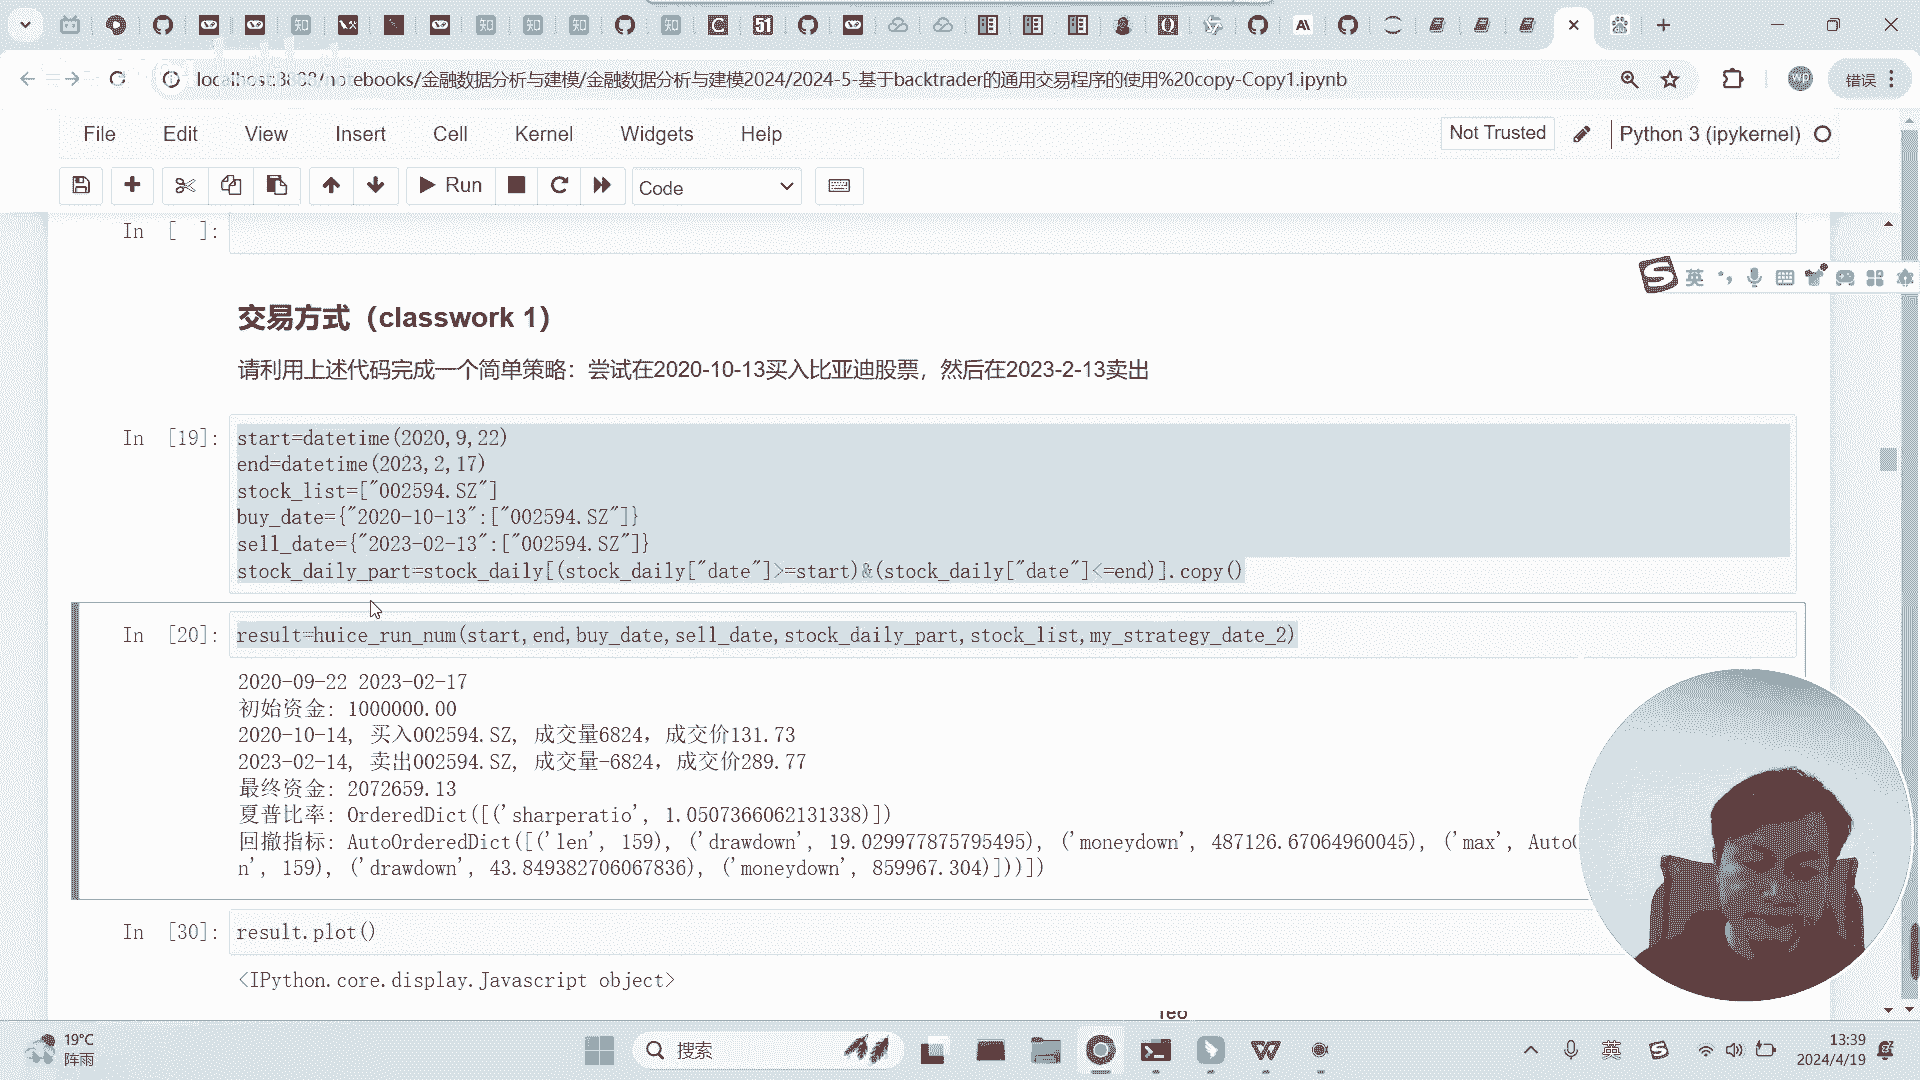 localhost:8888/notebooks/金融数据分析与建模/金融数据分析与建模2024/2024-5-基于backtrader的通用交易程序的使用%20copy-Copy1.ipynb
错误
File Edit View Insert Cell Kernel Widgets Help
Not Trusted
Python 3 (ipykernel)
Run
Code
In [ ]:
英
交易方式（classwork 1）
请利用上述代码完成一个简单策略：尝试在2020-10-13买入比亚迪股票，然后在2023-2-13卖出
In [19]:
start=datetime(2020,9,22)
end=datetime(2023,2,17)
stock_list=["002594.SZ"]
buy_date={"2020-10-13":["002594.SZ"]}
sell_date={"2023-02-13":["002594.SZ"]}
stock_daily_part=stock_daily[(stock_daily["date"]>=start)&(stock_daily["date"]<=end)].copy()
In [20]:
result=huice_run_num(start,end,buy_date,sell_date,stock_daily_part,stock_list,my_strategy_date_2)
2020-09-22 2023-02-17
初始资金: 1000000.00
2020-10-14, 买入002594.SZ, 成交量6824，成交价131.73
2023-02-14, 卖出002594.SZ, 成交量-6824，成交价289.77
最终资金: 2072659.13
夏普比率: OrderedDict([('sharperatio', 1.0507366062131338)])
回撤指标: AutoOrderedDict([('len', 159), ('drawdown', 19.029977875795495), ('moneydown', 487126.67064960045), ('max', Auto
n', 159), ('drawdown', 43.849382706067836), ('moneydown', 859967.304)]))])
In [30]:
result.plot()
<IPython.core.display.Javascript object>
19°C
阵雨
搜索
英
13:39
2024/4/19